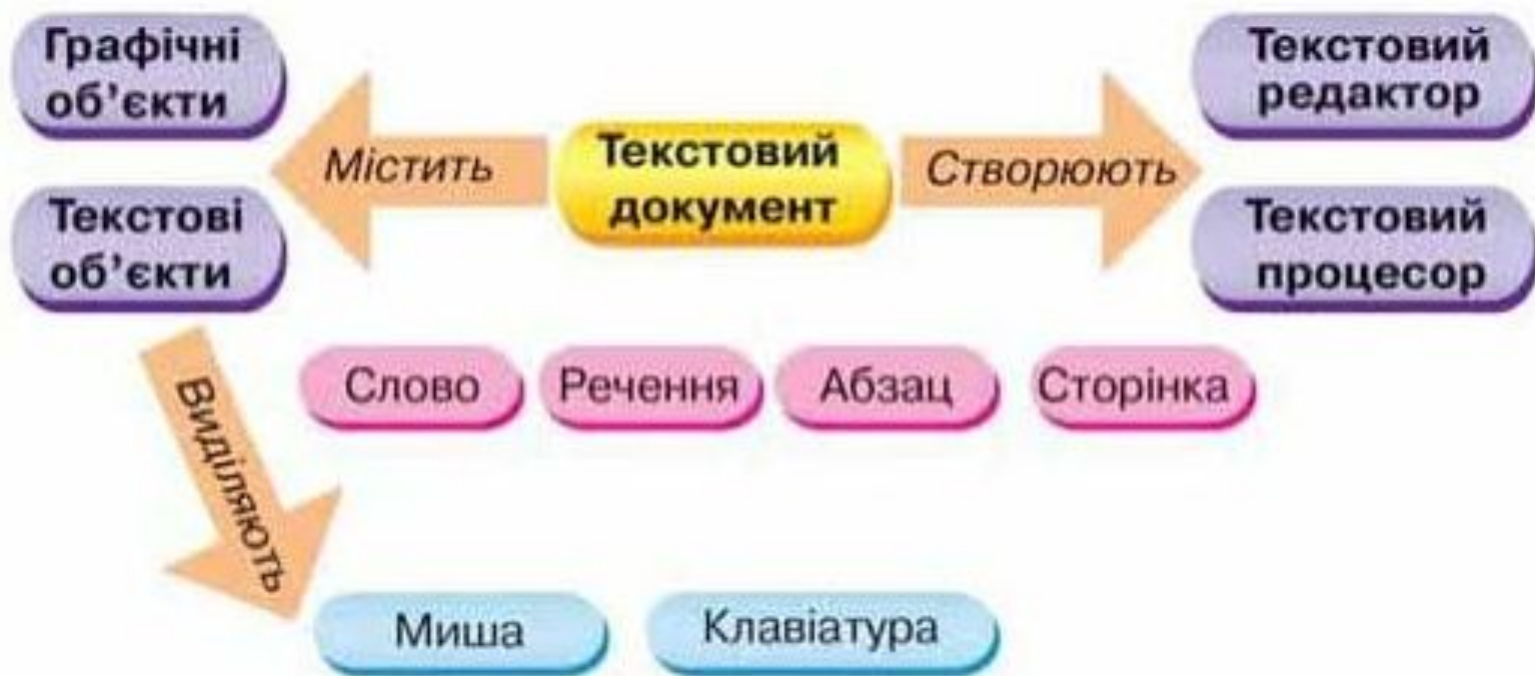 Графічні
об’єкти
Текстові
об’єкти
Містить
Текстовий
документ
Створюють
Текстовий
редактор
Текстовий
процесор
Виділяють
Слово
Речення
Абзац
Сторінка
Миша
Клавіатура